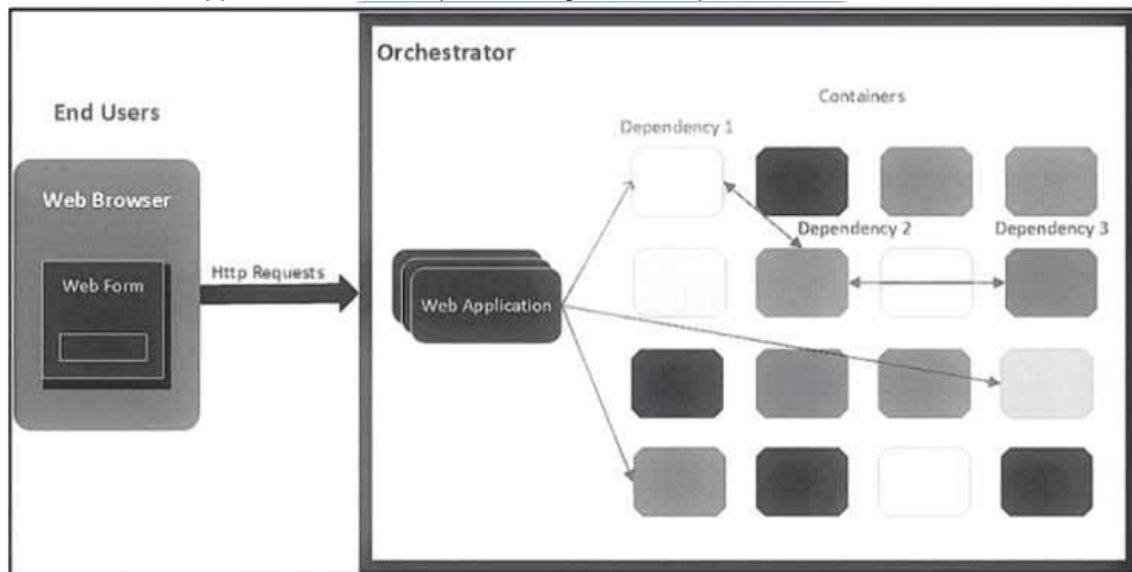 Orchestrator
Containers
End Users
Dependency 1
Web Browser
Dependency 2
Dependency 3
Http Requests
Web Form
Web Application